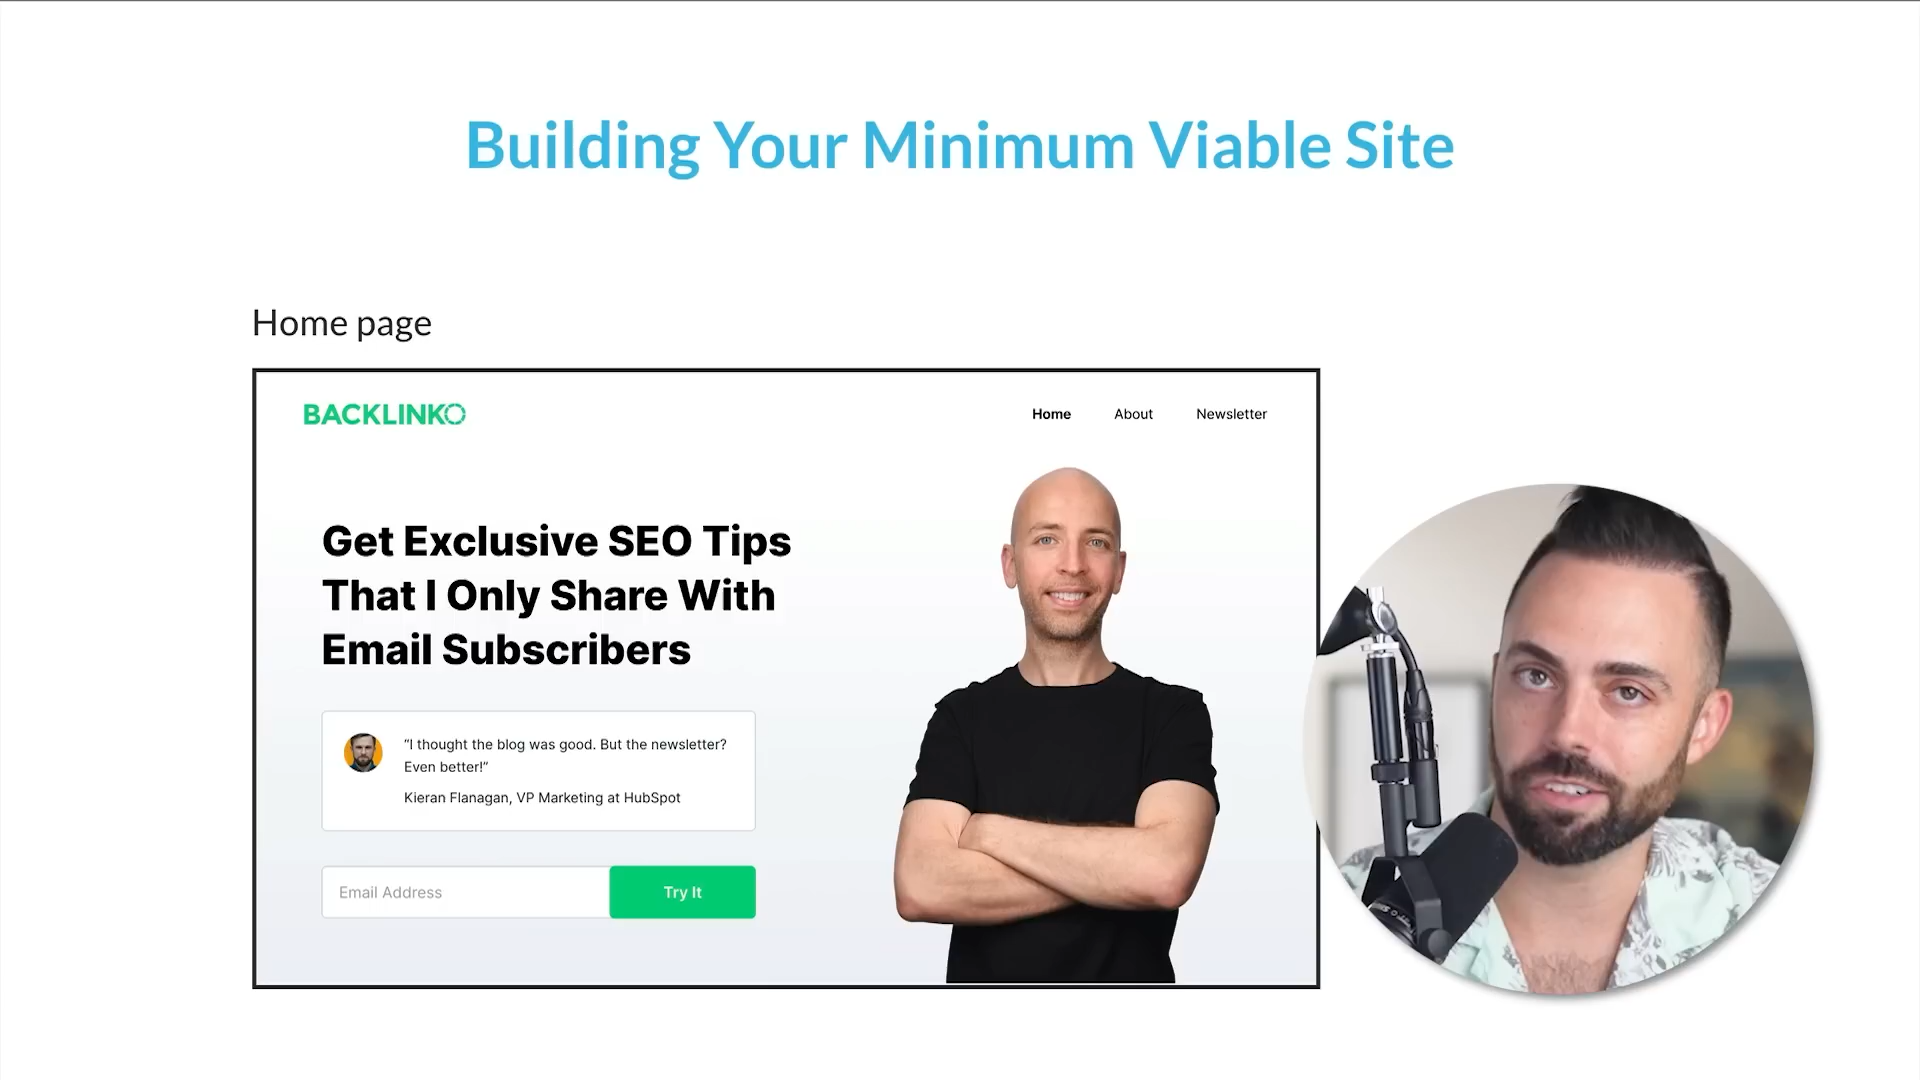 Building Your Minimum Viable Site
Home page
BACKLINKO
Home About Newsletter
Get Exclusive SEO Tips
That I Only Share With
Email Subscribers
“I thought the blog was good. But the newsletter?
Even better!”
Kieran Flanagan, VP Marketing at HubSpot
Email Address
Try It